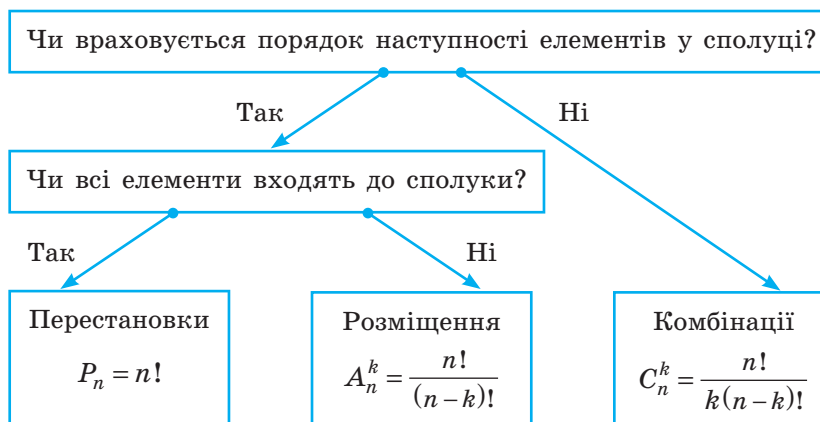 Чи враховується порядок наступності елементів у сполуці?
Так
Ні
Чи всі елементи входять до сполуки?
Так
Ні
Перестановки
P_n = n!
Розміщення
A_n^k = n! / (n – k)!
Комбінації
C_n^k = n! / k(n – k)!